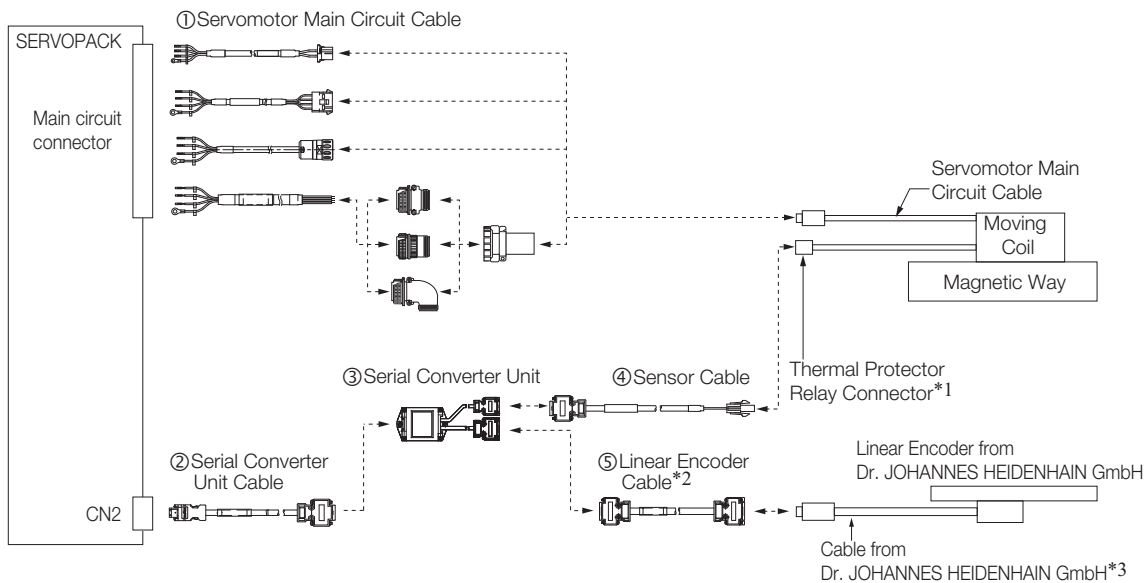 ①Servomotor Main Circuit Cable
SERVOPACK
Main circuit
connector
Servomotor Main
Circuit Cable
Moving
Coil
Magnetic Way
Thermal Protector
Relay Connector*1
③Serial Converter Unit
④Sensor Cable
②Serial Converter
Unit Cable
⑤Linear Encoder
Cable*2
Linear Encoder from
Dr. JOHANNES HEIDENHAIN GmbH
CN2
Cable from
Dr. JOHANNES HEIDENHAIN GmbH*3